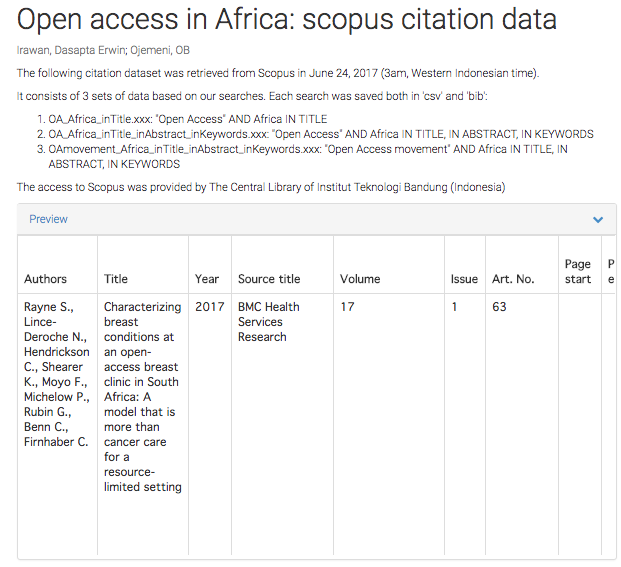 Open access in Africa: scopus citation data
Irawan, Dasapta Erwin; Ojemeni, OB
The following citation dataset was retrieved from Scopus in June 24, 2017 (3am, Western Indonesian time).
It consists of 3 sets of data based on our searches. Each search was saved both in 'csv' and 'bib':
1. OA_Africa_inTitle.xxx: "Open Access" AND Africa IN TITLE
2. OA_Africa_inTitle_inAbstract_inKeywords.xxx: "Open Access" AND Africa IN TITLE, IN ABSTRACT, IN KEYWORDS
3. OAmovement_Africa_inTitle_inAbstract_inKeywords.xxx: "Open Access movement" AND Africa IN TITLE, IN
ABSTRACT, IN KEYWORDS
The access to Scopus was provided by The Central Library of Institut Teknologi Bandung (Indonesia)
Preview
Authors
Title
Year
Source title
Volume
Issue
Art. No.
Page
start
P
e
Rayne S.,
Lince-
Deroche N.,
Hendrickson
C., Shearer
K., Moyo F.,
Michelow P.,
Rubin G.,
Benn C.,
Firnhaber C.
Characterizing
breast
conditions at
an open-
access breast
clinic in South
Africa: A
model that is
more than
cancer care
for a
resource-
limited setting
2017
BMC Health
Services
Research
17
1
63